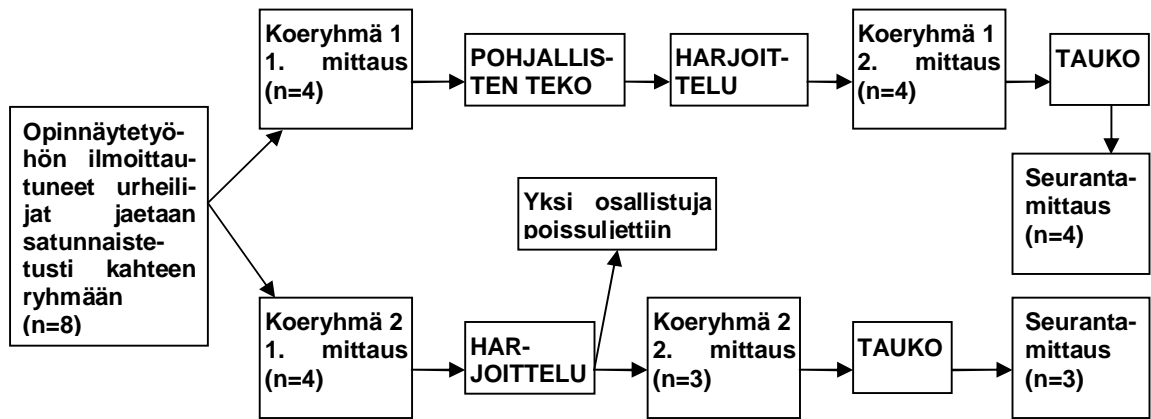 Opinnäytetyö-
hön ilmoittau-
tuneet urheili-
jat jaetaan
satunnaiste-
tusti kahteen
ryhmään
(n=8)
Koeryhmä 1
1. mittaus
(n=4)
POHJALLIS-
TEN TEKO
HARJOIT-
TELU
Koeryhmä 1
2. mittaus
(n=4)
TAUKO
Seuranta-
mittaus
(n=4)
Yksi osallistuja
poissuljettiin
Koeryhmä 2
1. mittaus
(n=4)
HAR-
JOITTELU
Koeryhmä 2
2. mittaus
(n=3)
TAUKO
Seuranta-
mittaus
(n=3)